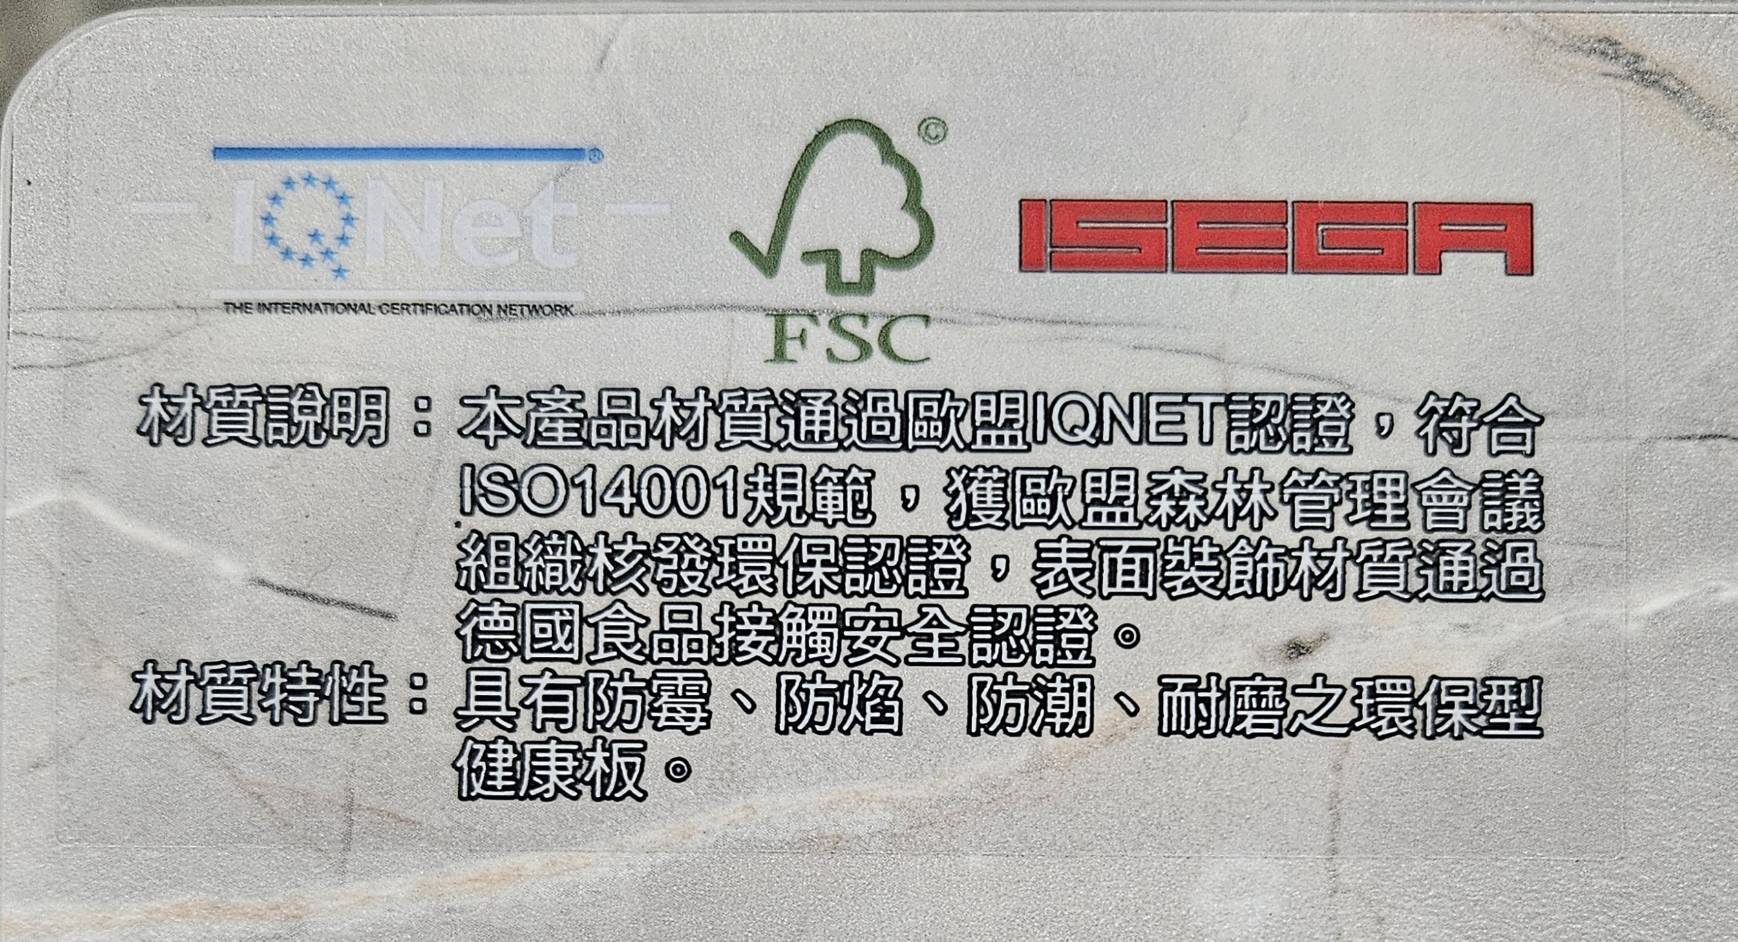 IQNet®
THE INTERNATIONAL CERTIFICATION NETWORK
©
FSC
ISEGA
材質說明：本產品材質通過歐盟IQNET認證，符合
ISO14001規範，獲歐盟森林管理會議
組織核發環保認證，表面裝飾材質通過
德國食品接觸安全認證。
材質特性：具有防霉、防焰、防潮、耐磨之環保型
健康板。